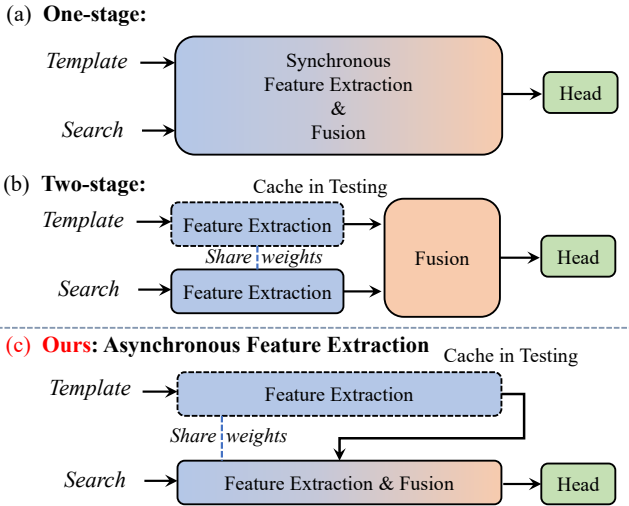 (a) One-stage:
Template
Synchronous
Feature Extraction
&
Fusion
Search
Head
(b) Two-stage:
Cache in Testing
Template
Feature Extraction
Share weights
Search
Feature Extraction
Fusion
Head
(c) Ours: Asynchronous Feature Extraction
Cache in Testing
Template
Feature Extraction
Share weights
Search
Feature Extraction & Fusion
Head